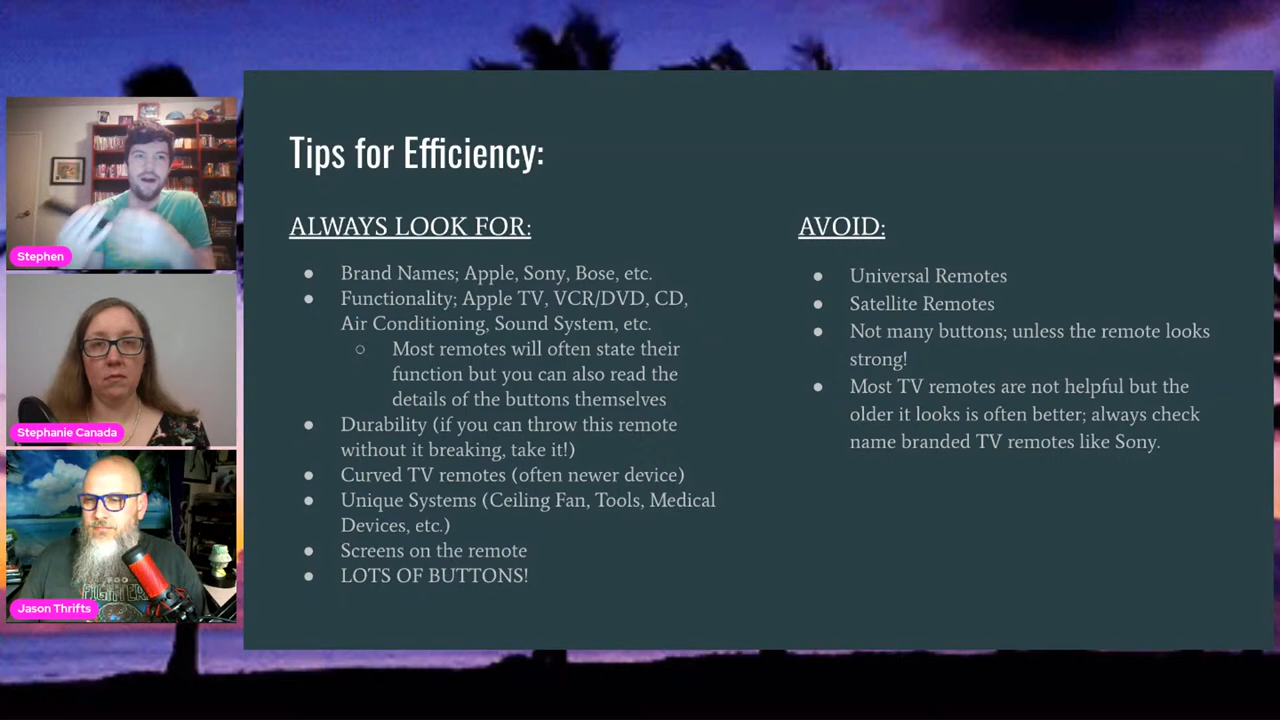 Tips for Efficiency:
ALWAYS LOOK FOR:
● Brand Names; Apple, Sony, Bose, etc.
● Functionality; Apple TV, VCR/DVD, CD,
Air Conditioning, Sound System, etc.
○ Most remotes will often state their
function but you can also read the
details of the buttons themselves
● Durability (if you can throw this remote
without it breaking, take it!)
● Curved TV remotes (often newer device)
● Unique Systems (Ceiling Fan, Tools, Medical
Devices, etc.)
● Screens on the remote
● LOTS OF BUTTONS!
AVOID:
● Universal Remotes
● Satellite Remotes
● Not many buttons; unless the remote looks
strong!
● Most TV remotes are not helpful but the
older it looks is often better; always check
name branded TV remotes like Sony.
Stephen
Stephanie Canada
Jason Thrifts